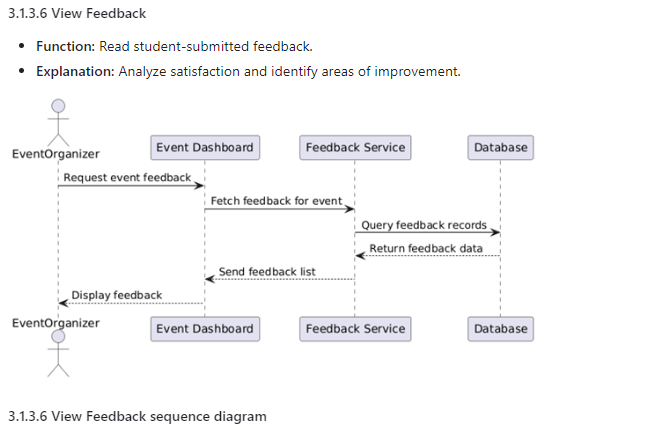 3.1.3.6 View Feedback
• Function: Read student-submitted feedback.
• Explanation: Analyze satisfaction and identify areas of improvement.
EventOrganizer
Event Dashboard
Feedback Service
Database
Request event feedback
Fetch feedback for event
Query feedback records
Return feedback data
Send feedback list
Display feedback
EventOrganizer
Event Dashboard
Feedback Service
Database
3.1.3.6 View Feedback sequence diagram